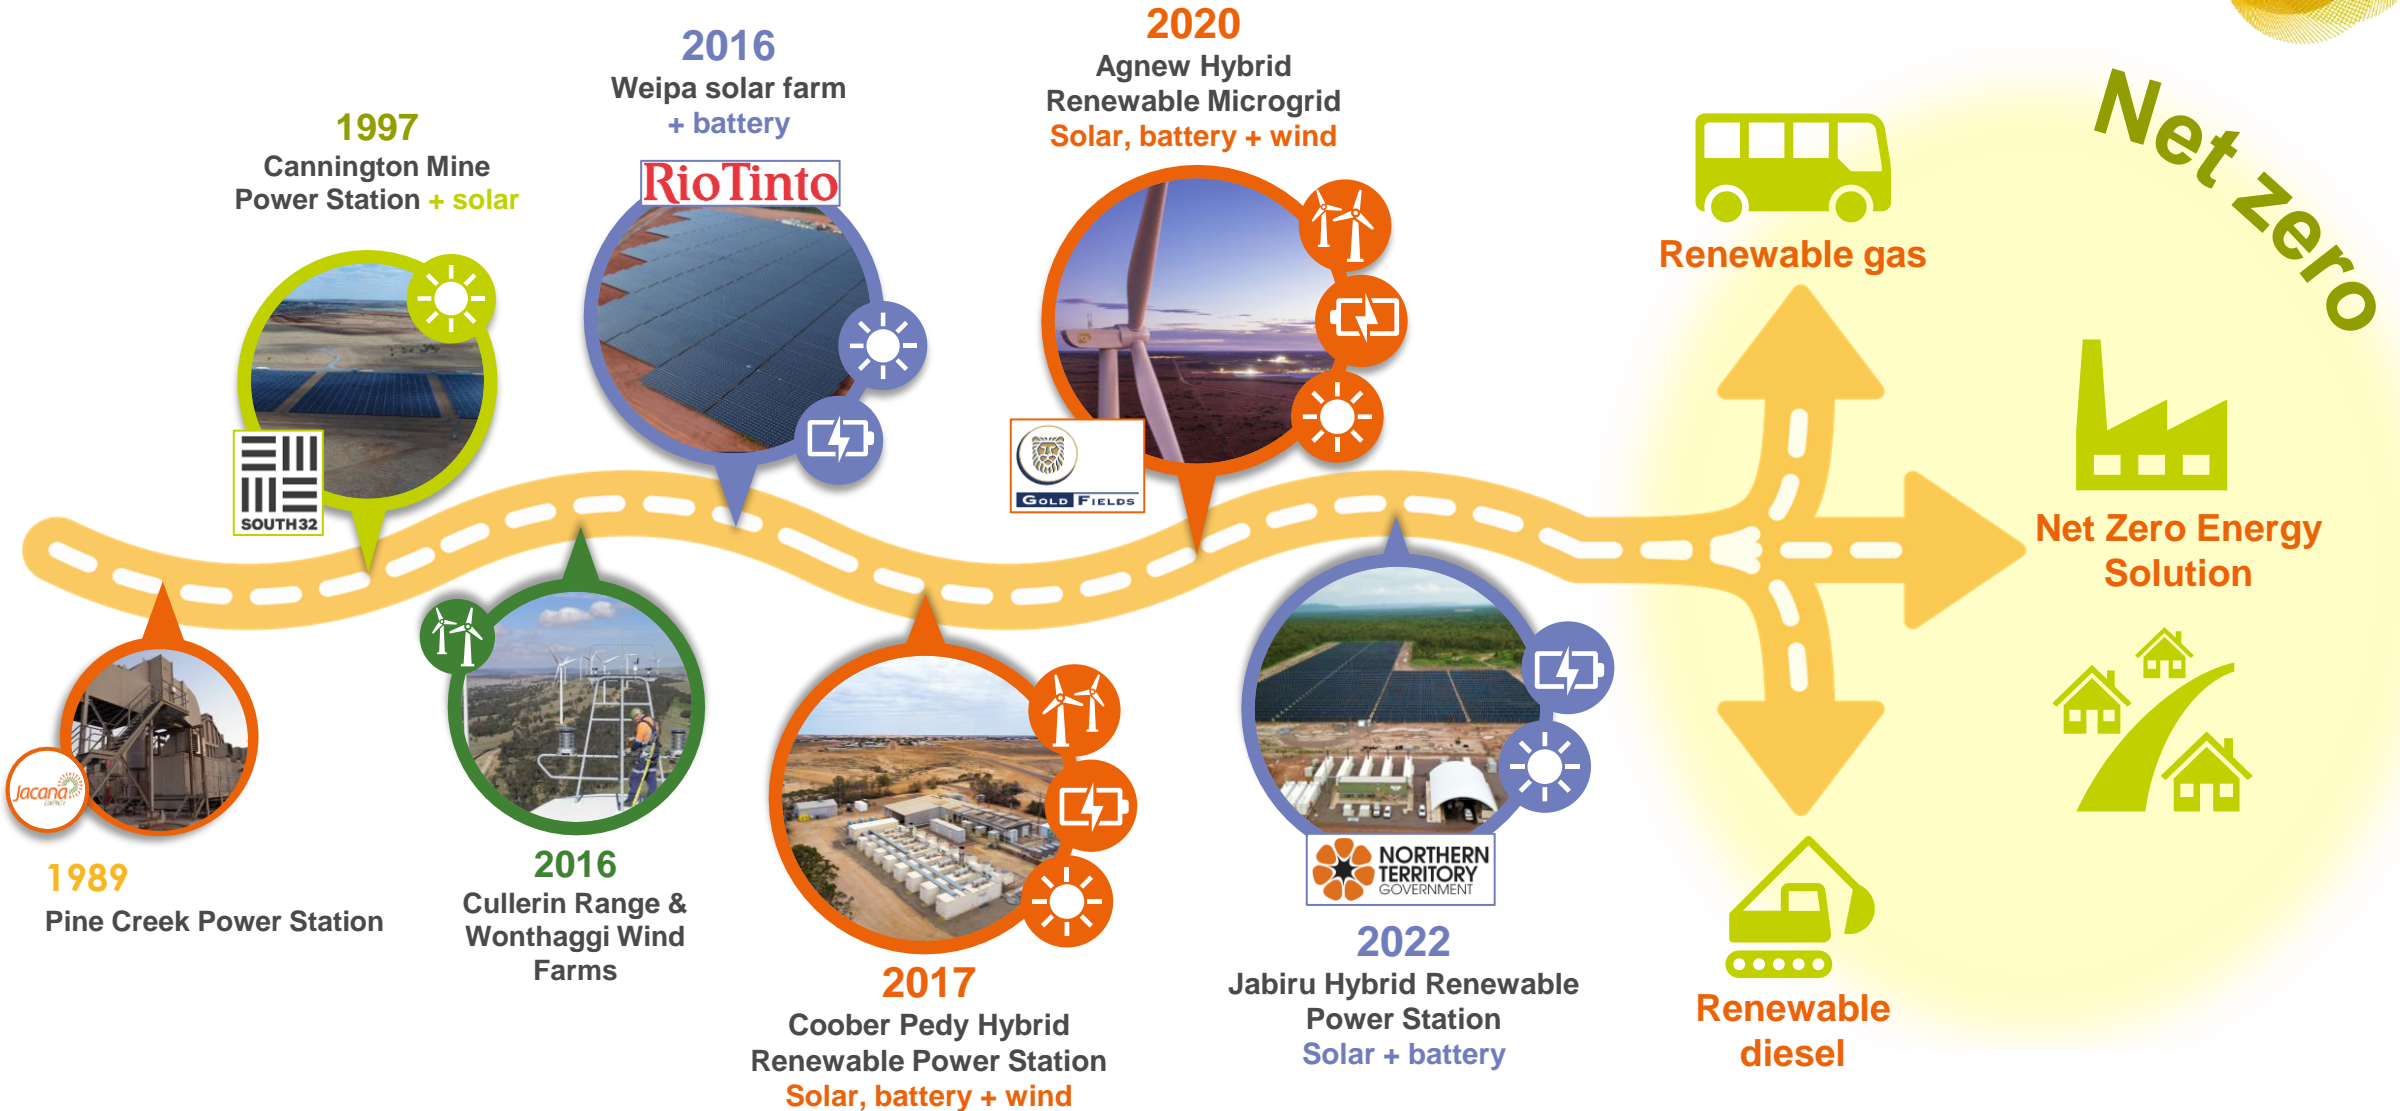 1989
Pine Creek Power Station
Jacana
ENERGY
1997
Cannington Mine
Power Station + solar
SOUTH32
2016
Cullerin Range &
Wonthaggi Wind
Farms
2016
Weipa solar farm
+ battery
RioTinto
2017
Coober Pedy Hybrid
Renewable Power Station
Solar, battery + wind
2020
Agnew Hybrid
Renewable Microgrid
Solar, battery + wind
GOLD FIELDS
NORTHERN
TERRITORY
GOVERNMENT
2022
Jabiru Hybrid Renewable
Power Station
Solar + battery
Net zero
Renewable gas
Net Zero Energy
Solution
Renewable
diesel